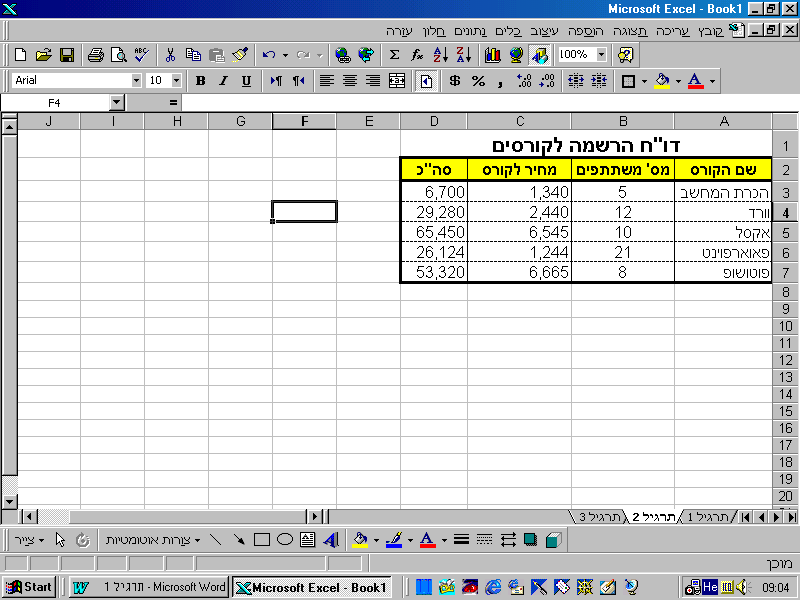 Microsoft Excel - Book1
קובץ עריכה תצוגה הוספה עיצוב כלים נתונים חלון עזרה
100%
Arial 10 B I U $ % ,
F4 =
A B C D E F G H I J
1 דו"ח הרשמה לקורסים
2 שם הקורס מס' משתתפים מחיר לקורס סה"כ
3 הכרת המחשב 5 1,340 6,700
4 וורד 12 2,440 29,280
5 אקסל 10 6,545 65,450
6 פאוארפוינט 21 1,244 26,124
7 פוטושופ 8 6,665 53,320
8
9
10
11
12
13
14
15
16
17
18
19
20
תרגיל 1 תרגיל 2 תרגיל 3
צייר צורות אוטומטיות
מוכן
Start תרגיל 1 - Microsoft Word Microsoft Excel - Book1 He 09:04